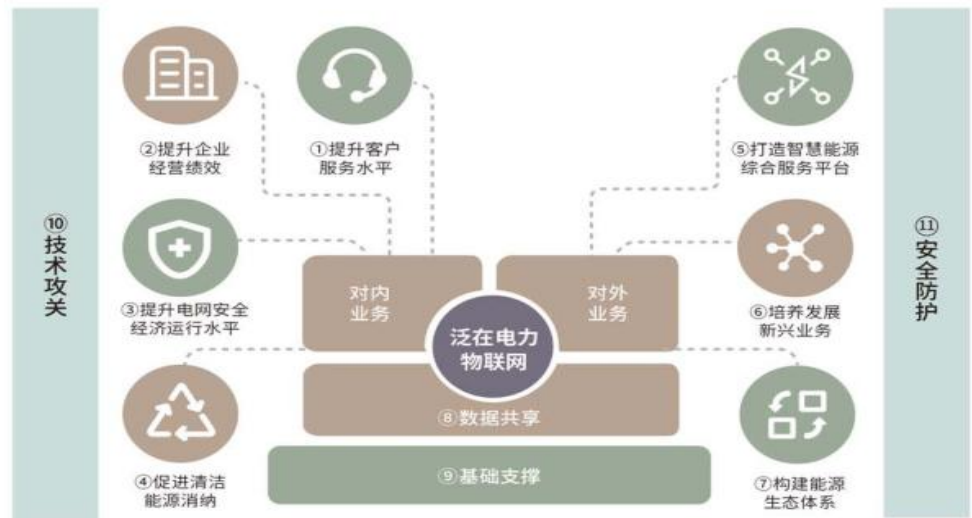 ②提升企业
经营绩效
①提升客户
服务水平
⑤打造智慧能源
综合服务平台
⑩技术攻关
③提升电网安全
经济运行水平
对内
业务
对外
业务
泛在电力
物联网
⑥培养发展
新兴业务
⑪安全防护
⑧数据共享
④促进清洁
能源消纳
⑨基础支撑
⑦构建能源
生态体系